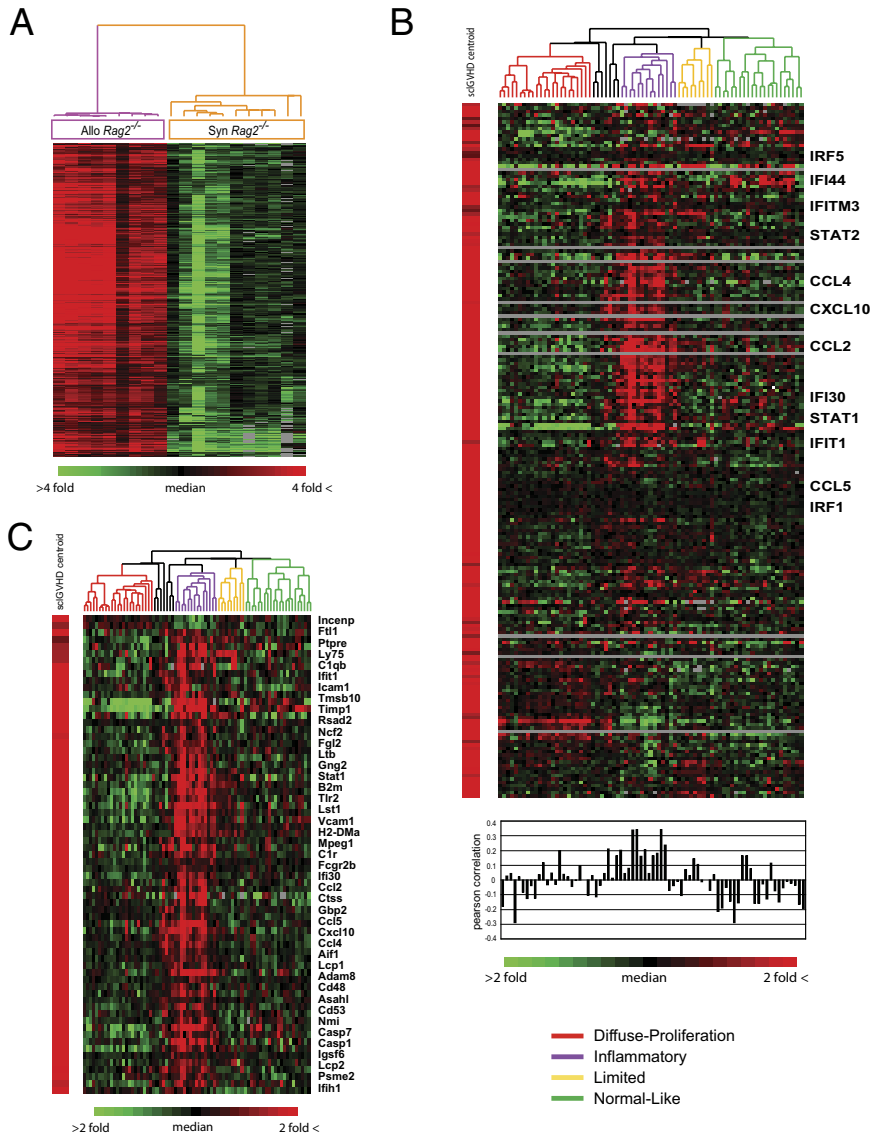 A
Allo Rag2-/-
Syn Rag2-/-
>4 fold
median
4 fold <
B
sclGVHD centroid
IRF5
IFI44
IFITM3
STAT2
CCL4
CXCL10
CCL2
IFI30
STAT1
IFIT1
CCL5
IRF1
pearson correlation
0.4
0.3
0.2
0.1
0
-0.1
-0.2
-0.3
-0.4
>2 fold
median
2 fold <
Diffuse-Proliferation
Inflammatory
Limited
Normal-Like
C
sclGVHD centroid
Incenp
Ftl1
Ptpre
Ly75
C1qb
Ifit1
Icam1
Tmsb10
Timp1
Rsad2
Ncf2
Fgl2
Ltb
Gng2
Stat1
B2m
Tlr2
Lst1
Vcam1
H2-DMa
Mpeg1
C1r
Fcgr2b
Ifi30
Ccl2
Ctss
Gbp2
Ccl5
Cxcl10
Ccl4
Aif1
Lcp1
Adam8
Cd48
Asahl
Cd53
Nmi
Casp7
Casp1
Igsf6
Lcp2
Psme2
Ifih1
>2 fold
median
2 fold <